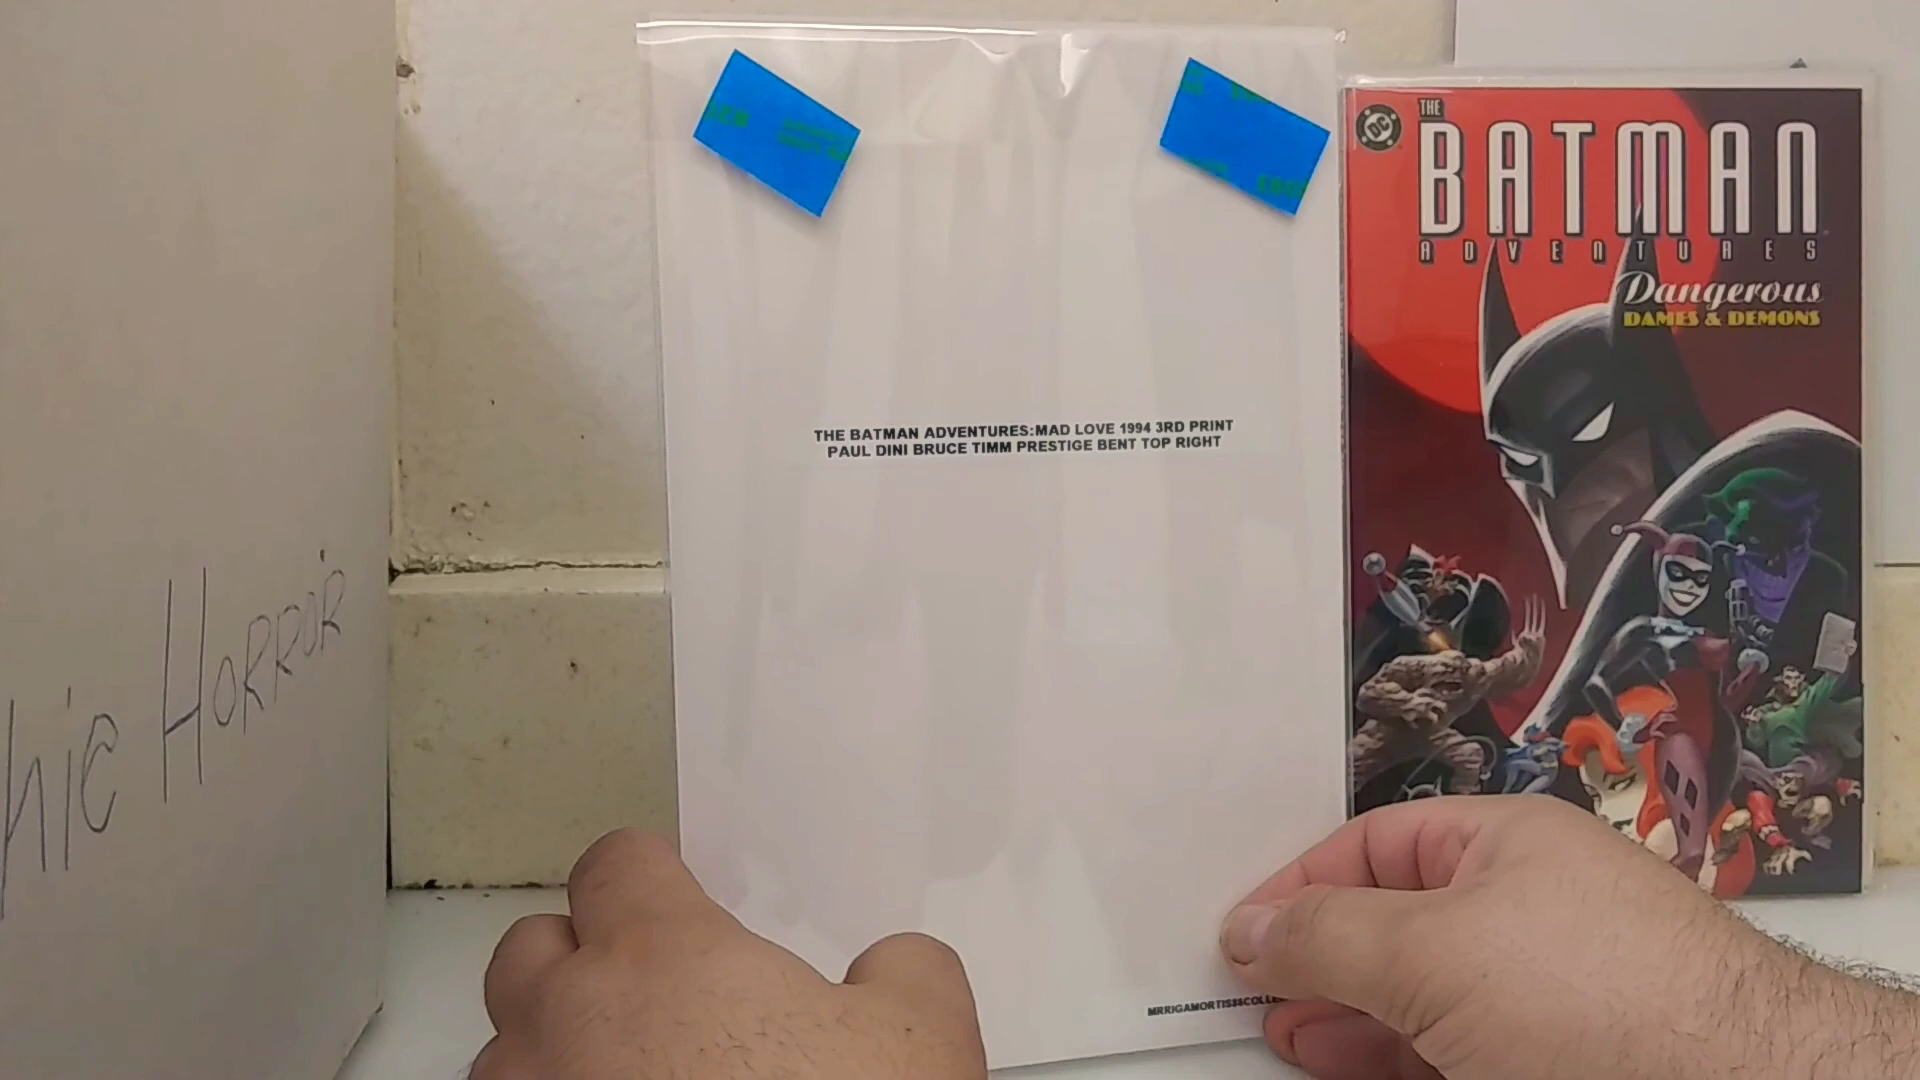 THE BATMAN ADVENTURES:MAD LOVE 1994 3RD PRINT
PAUL DINI BRUCE TIMM PRESTIGE BENT TOP RIGHT
DC
THE
BATMAN
ADVENTURES
Dangerous
DAMES & DEMONS
HORROR